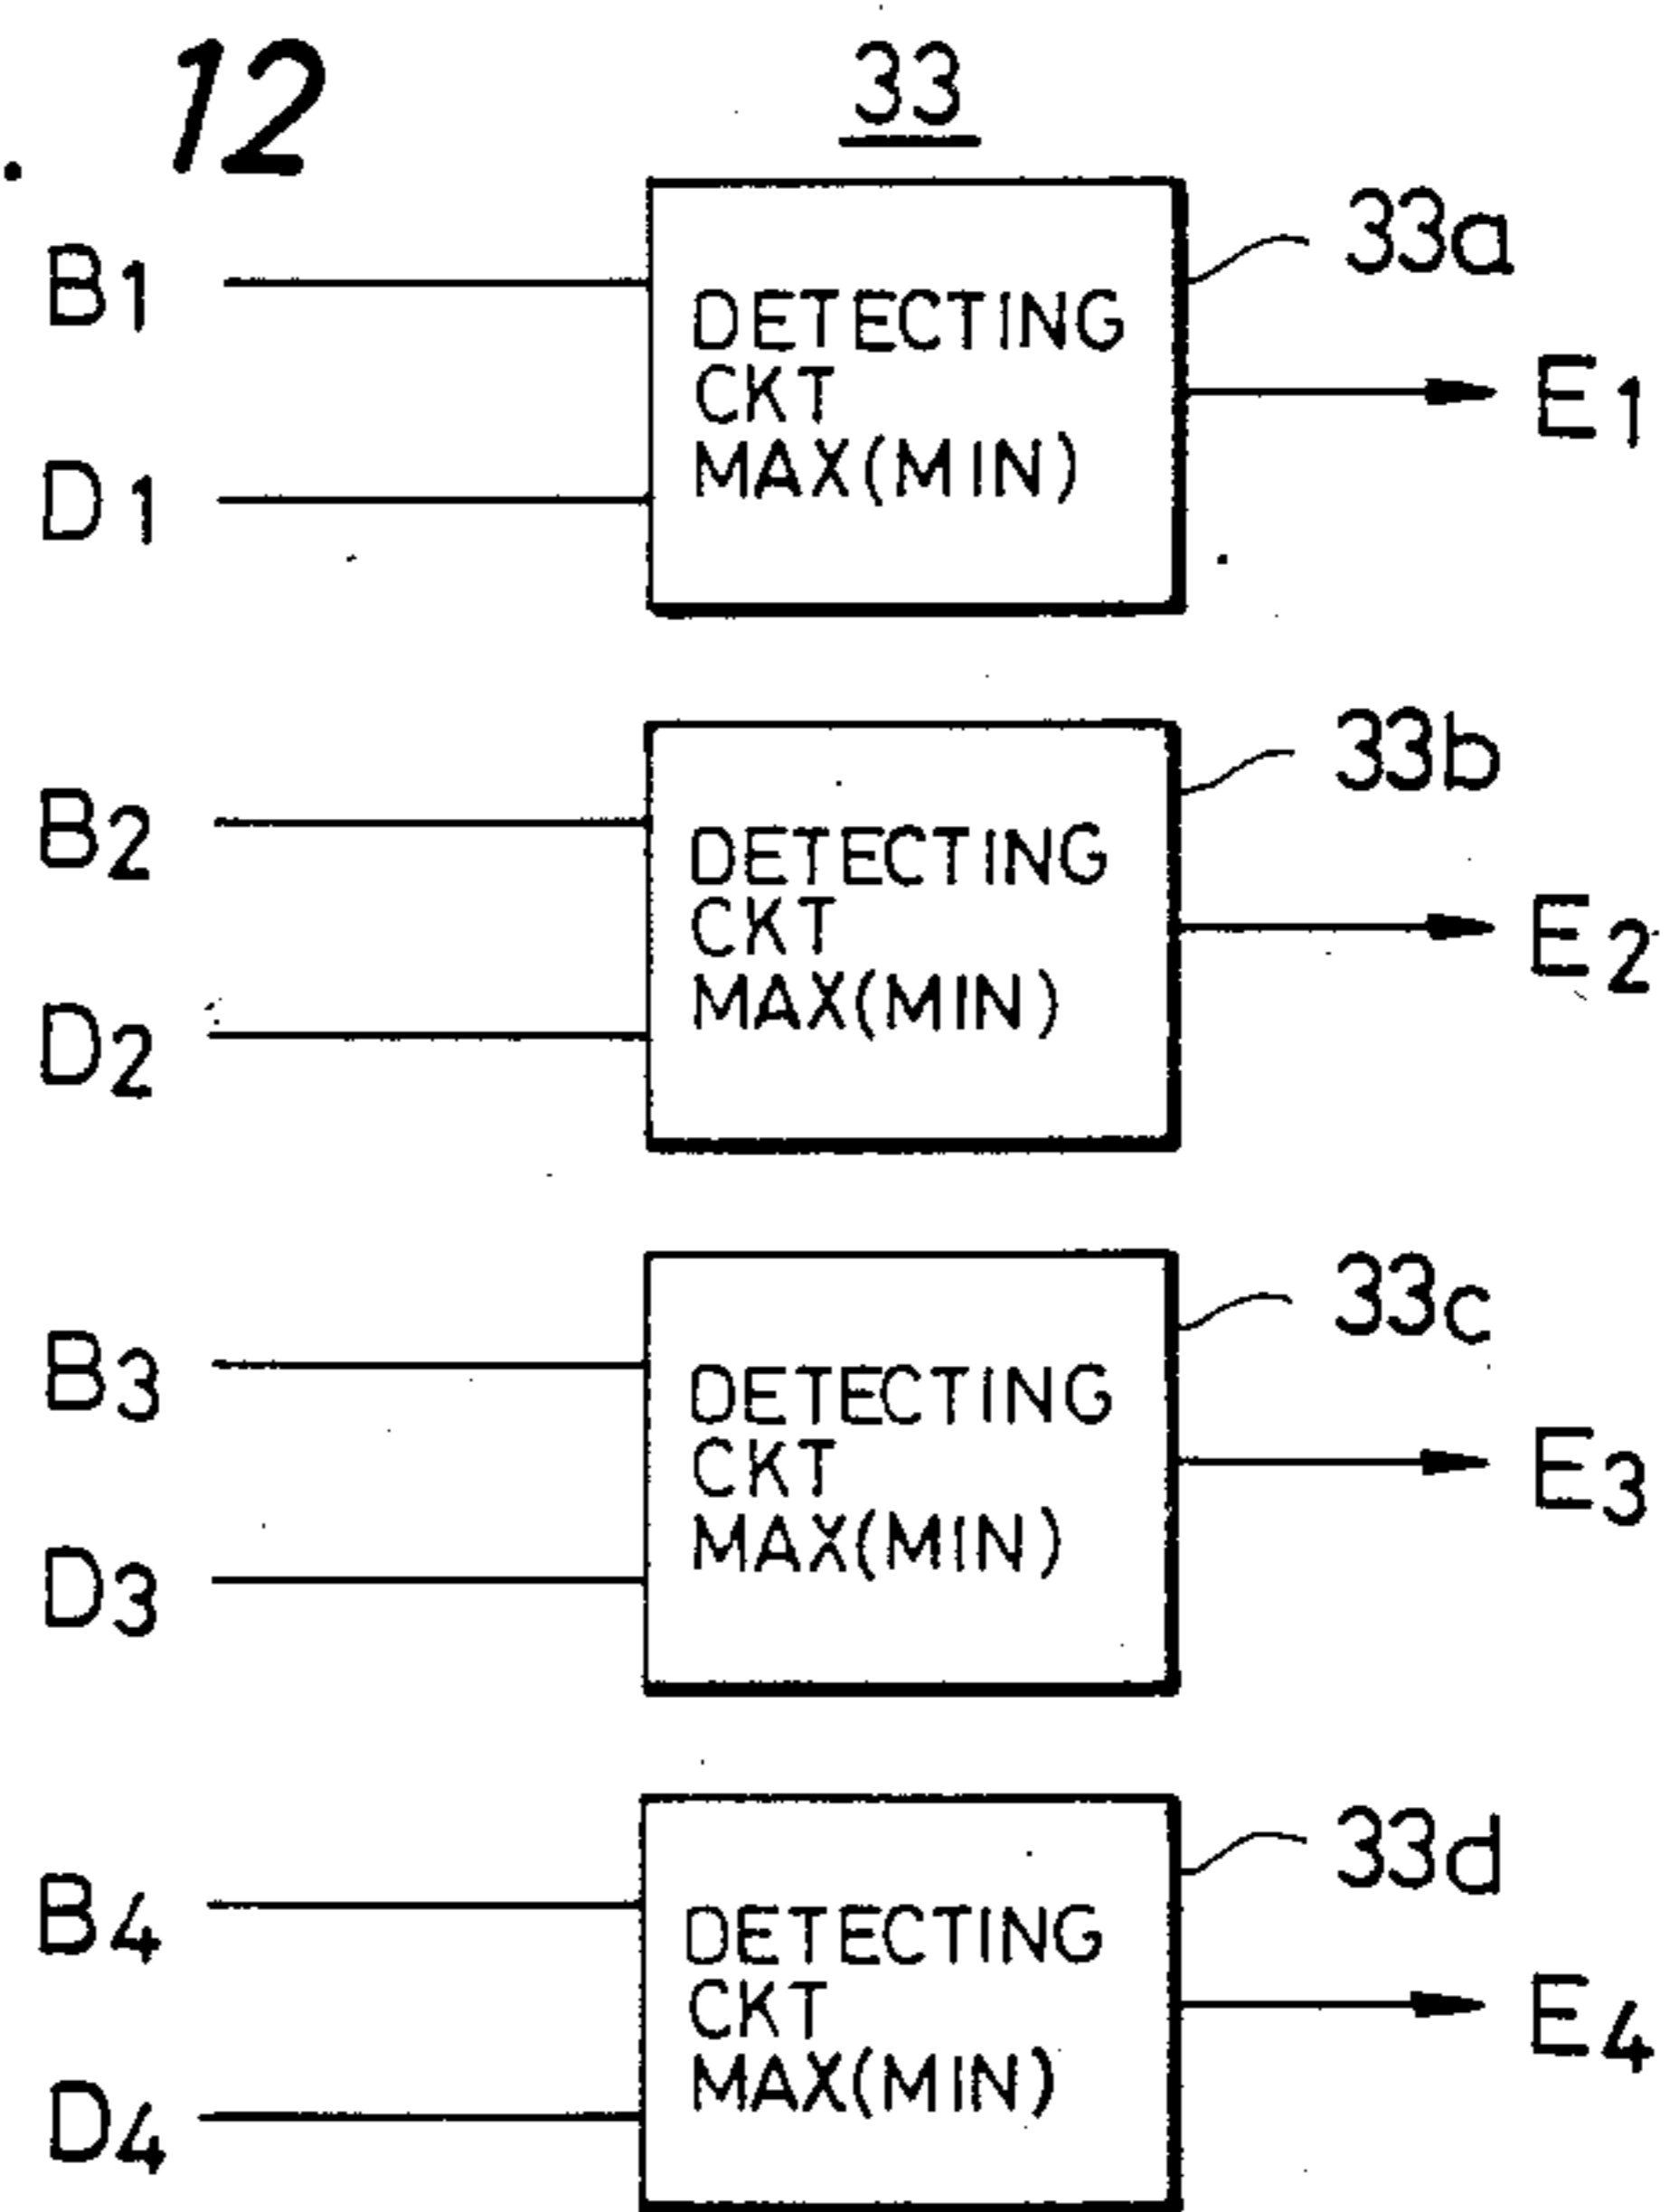 . 12
33
B1
33a
DETECTING
CKT
MAX(MIN)
E1
D1
B2
33b
DETECTING
CKT
MAX(MIN)
E2
D2
B3
33c
DETECTING
CKT
MAX(MIN)
E3
D3
B4
33d
DETECTING
CKT
MAX(MIN)
E4
D4